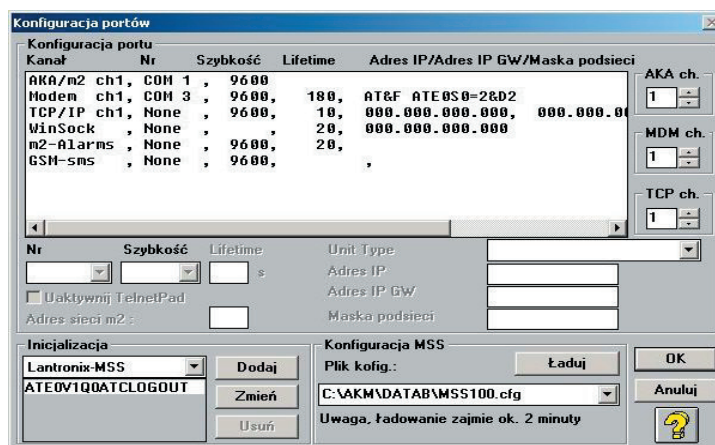 Konfiguracja portów
Konfiguracja portu
Kanał Nr Szybkość Lifetime Adres IP/Adres IP GW/Maska podsieci
AKA/m2 ch1, COM 1 , 9600
Modem ch1, COM 3 , 9600, 180, AT&F ATE0S0=2&D2
TCP/IP ch1, None , 9600, 10, 000.000.000.000, 000.000.00
WinSock , None , , 20, 000.000.000.000
m2-Alarms , None , 9600, 20,
GSM-sms , None , 9600, ,
AKA ch.
1
MDM ch.
1
TCP ch.
1
Nr Szybkość Lifetime Unit Type
s Adres IP
Uaktywnij TelnetPad Adres IP GW
Adres sieci m2 : Maska podsieci
Inicjalizacja
Lantronix-MSS
ATE0V1Q0ATCLOGOUT
Dodaj
Zmień
Usuń
Konfiguracja MSS
Plik kofig.: Ładuj
C:\AKM\DATAB\MSS100.cfg
Uwaga, ładowanie zajmie ok. 2 minuty
OK
Anuluj
?